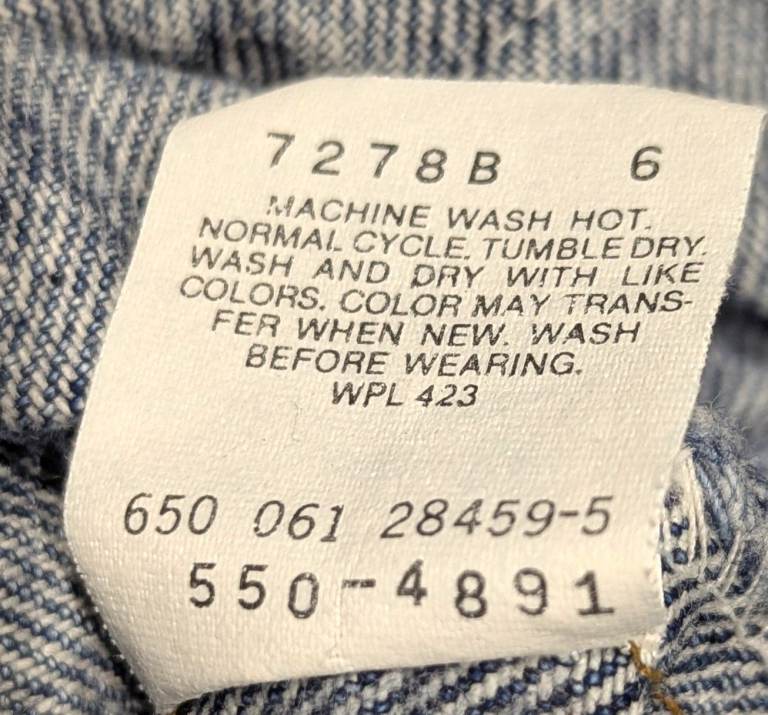 7278B 6
MACHINE WASH HOT.
NORMAL CYCLE. TUMBLE DRY.
WASH AND DRY WITH LIKE
COLORS. COLOR MAY TRANS-
FER WHEN NEW. WASH
BEFORE WEARING.
WPL 423
650 061 28459-5
550-4891